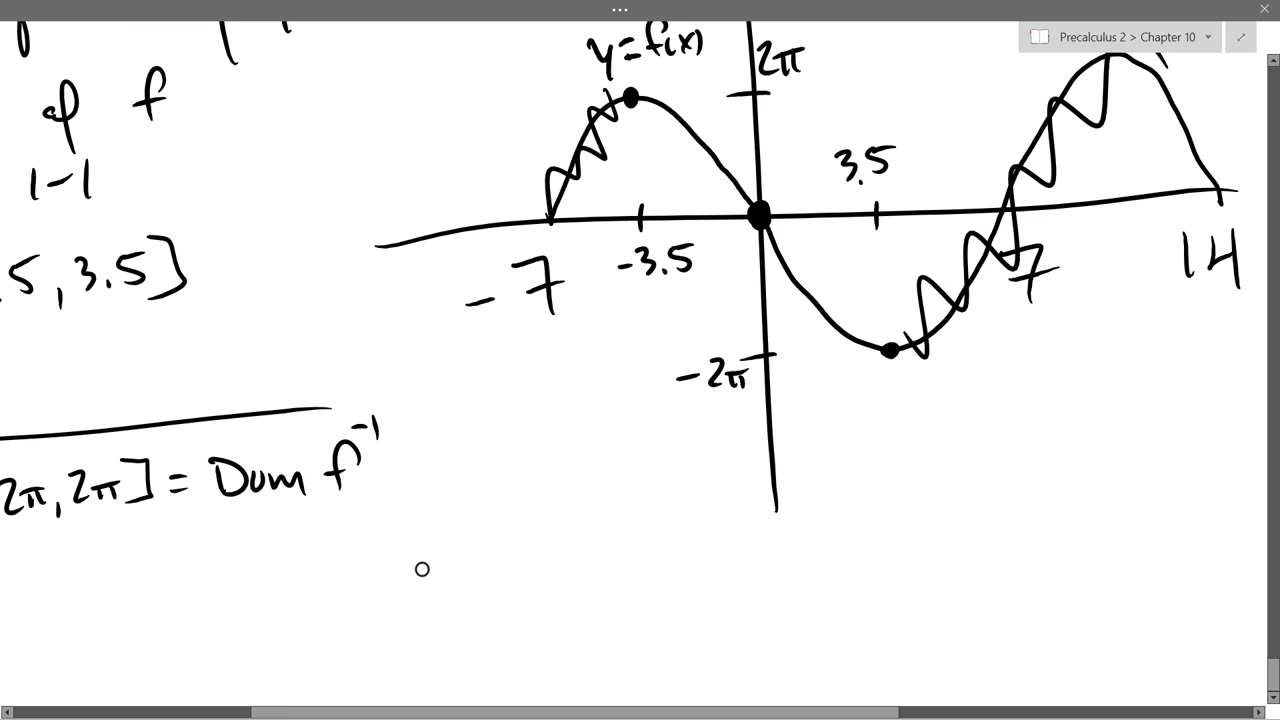 Precalculus 2 > Chapter 10
y=f(x)
2π
of f
1-1
3.5
5, 3.5]
-7
-3.5
7
14
-2π
2π, 2π] = Dom f⁻¹